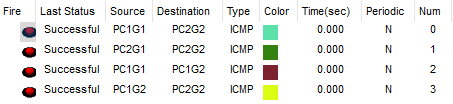 Fire Last Status Source Destination Type Color Time(sec) Periodic Num
Successful PC1G1 PC2G2 ICMP 0.000 N 0
Successful PC2G1 PC2G2 ICMP 0.000 N 1
Successful PC1G1 PC1G2 ICMP 0.000 N 2
Successful PC1G2 PC2G2 ICMP 0.000 N 3